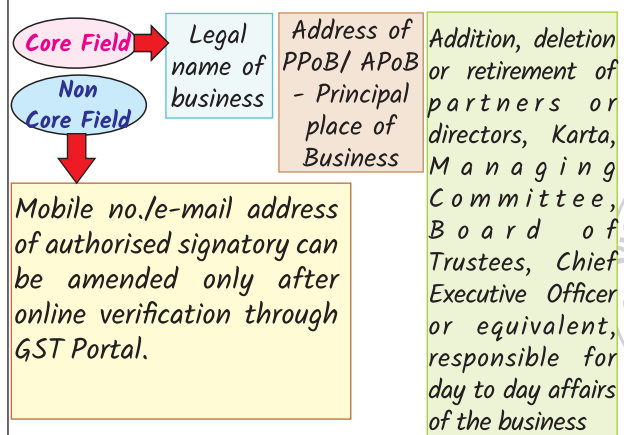 Core Field
Legal
name of
business
Address of
PPoB/ APoB
- Principal
place of
Business
Addition, deletion
or retirement of
partners or
directors, Karta,
Managing
Committee,
Board of
Trustees, Chief
Executive Officer
or equivalent,
responsible for
day to day affairs
of the business
Non
Core Field
Mobile no./e-mail address
of authorised signatory can
be amended only after
online verification through
GST Portal.